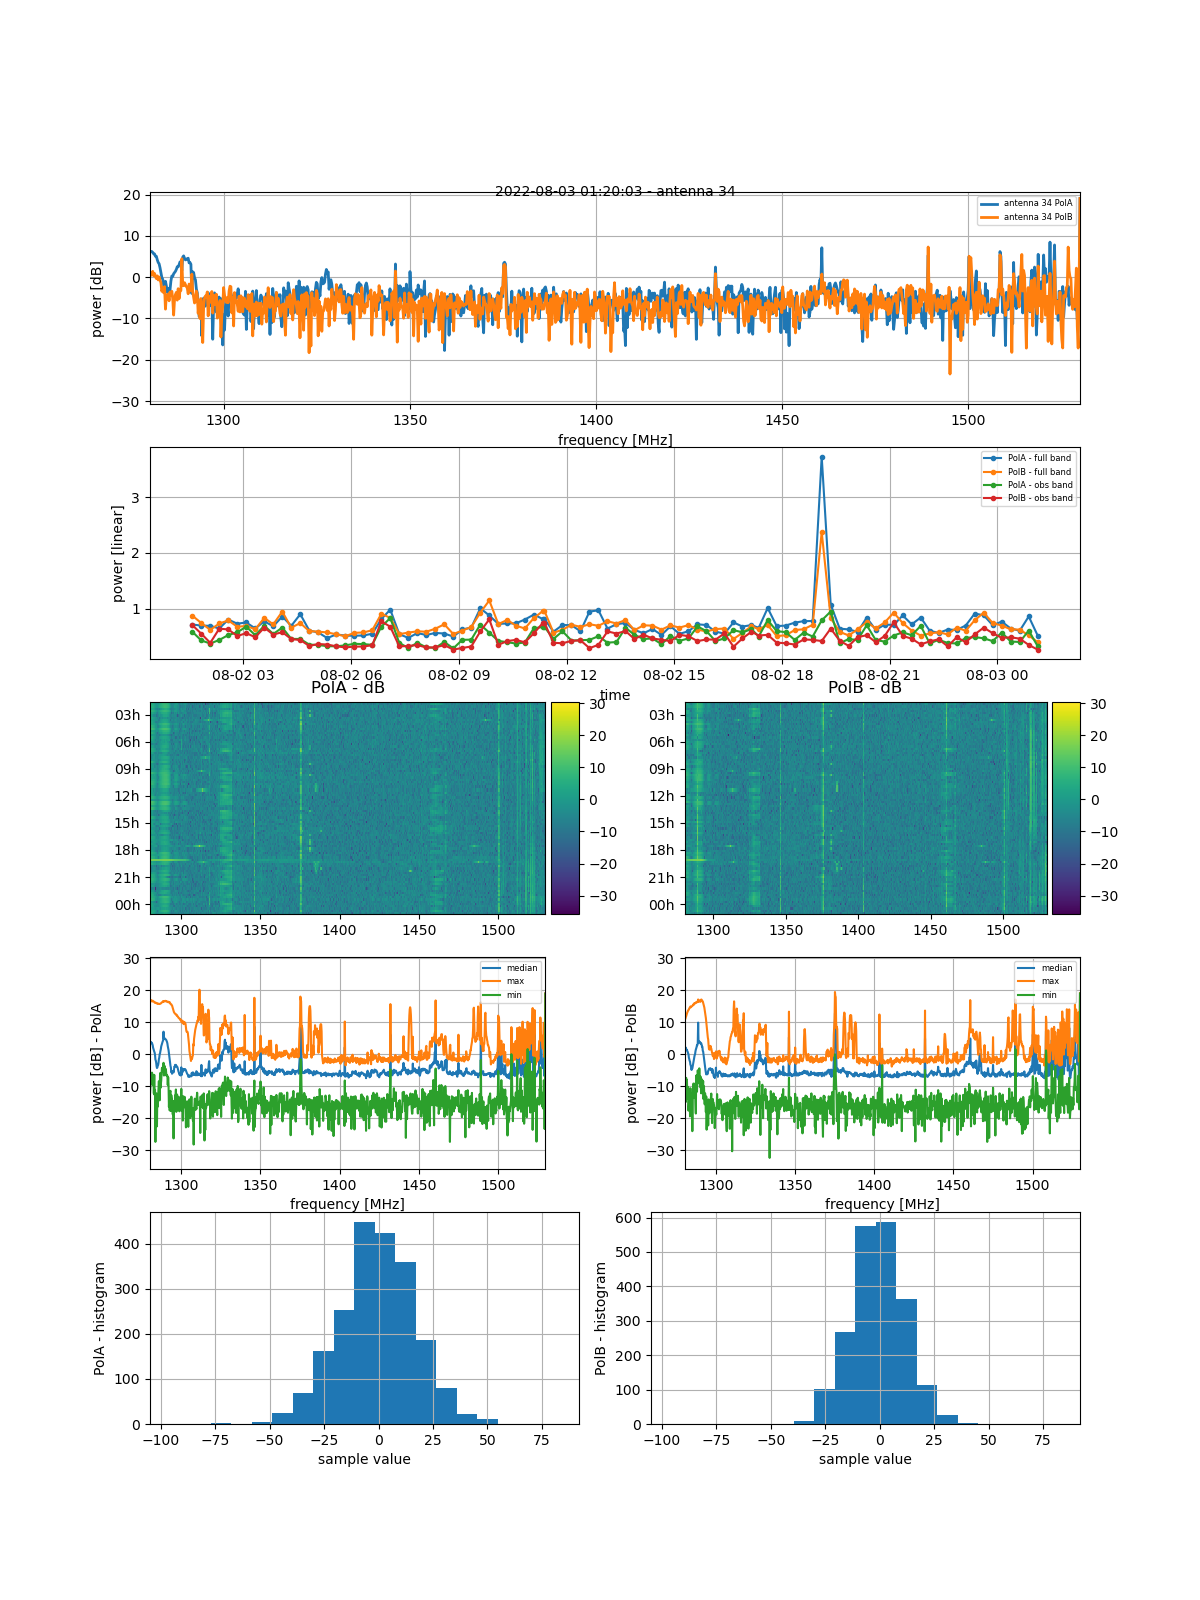 2022-08-03 01:20:03 - antenna 34
20
10
0
−10
−20
−30
power [dB]
antenna 34 PolA
antenna 34 PolB
1300 1350 1400 1450 1500
frequency [MHz]
3
2
1
power [linear]
PolA - full band
PolB - full band
PolA - obs band
PolB - obs band
08-02 03 08-02 06 08-02 09 08-02 12 08-02 15 08-02 18 08-02 21 08-03 00
time
PolA - dB
03h
06h
09h
12h
15h
18h
21h
00h
1300 1350 1400 1450 1500
30
20
10
0
−10
−20
−30
PolB - dB
03h
06h
09h
12h
15h
18h
21h
00h
1300 1350 1400 1450 1500
30
20
10
0
−10
−20
−30
30
20
10
0
−10
−20
−30
power [dB] - PolA
median
max
min
1300 1350 1400 1450 1500
frequency [MHz]
30
20
10
0
−10
−20
−30
power [dB] - PolB
median
max
min
1300 1350 1400 1450 1500
frequency [MHz]
400
300
200
100
0
PolA - histogram
−100 −75 −50 −25 0 25 50 75
sample value
600
500
400
300
200
100
0
PolB - histogram
−100 −75 −50 −25 0 25 50 75
sample value